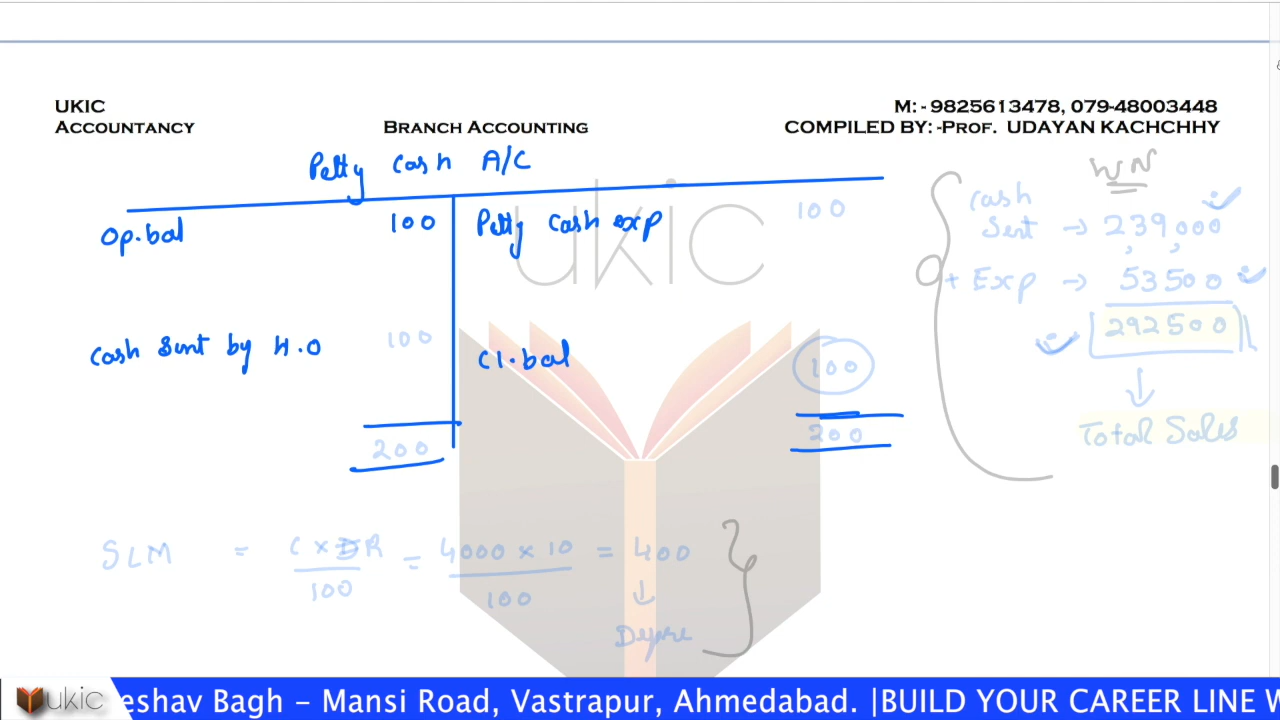 UKIC
M: - 9825613478, 079-48003448
ACCOUNTANCY
BRANCH ACCOUNTING
COMPILED BY: -PROF. UDAYAN KACHCHHY
Petty cash A/C
WN
Op.bal 100 Petty cash exp 100
cash Sent → 239,000
+ Exp → 53500
292500
↓
Total Sales
Cash Sent by H.O 100 Cl.bal 100
200 200
ukic
SLM = C x DR / 100 = 4000 x 10 / 100 = 400
↓
Depre
ukic
eshav Bagh – Mansi Road, Vastrapur, Ahmedabad. |BUILD YOUR CAREER LINE W